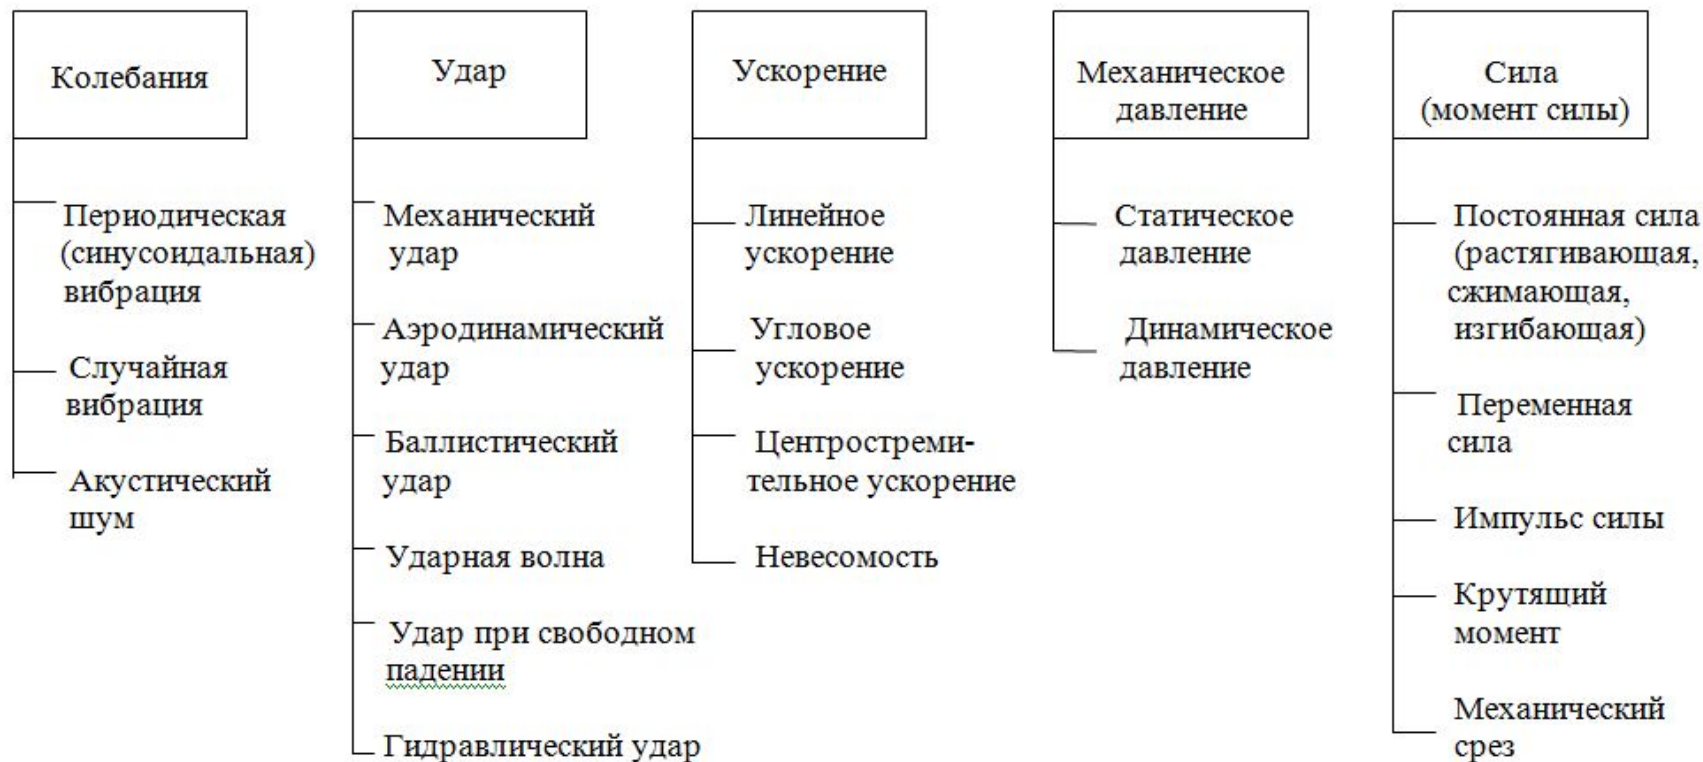 Колебания
Периодическая
(синусоидальная)
вибрация
Случайная
вибрация
Акустический
шум
Удар
Механический
удар
Аэродинамический
удар
Баллистический
удар
Ударная волна
Удар при свободном
падении
Гидравлический удар
Ускорение
Линейное
ускорение
Угловое
ускорение
Центростреми-
тельное ускорение
Невесомость
Механическое
давление
Статическое
давление
Динамическое
давление
Сила
(момент силы)
Постоянная сила
(растягивающая,
сжимающая,
изгибающая)
Переменная
сила
Импульс силы
Крутящий
момент
Механический
срез